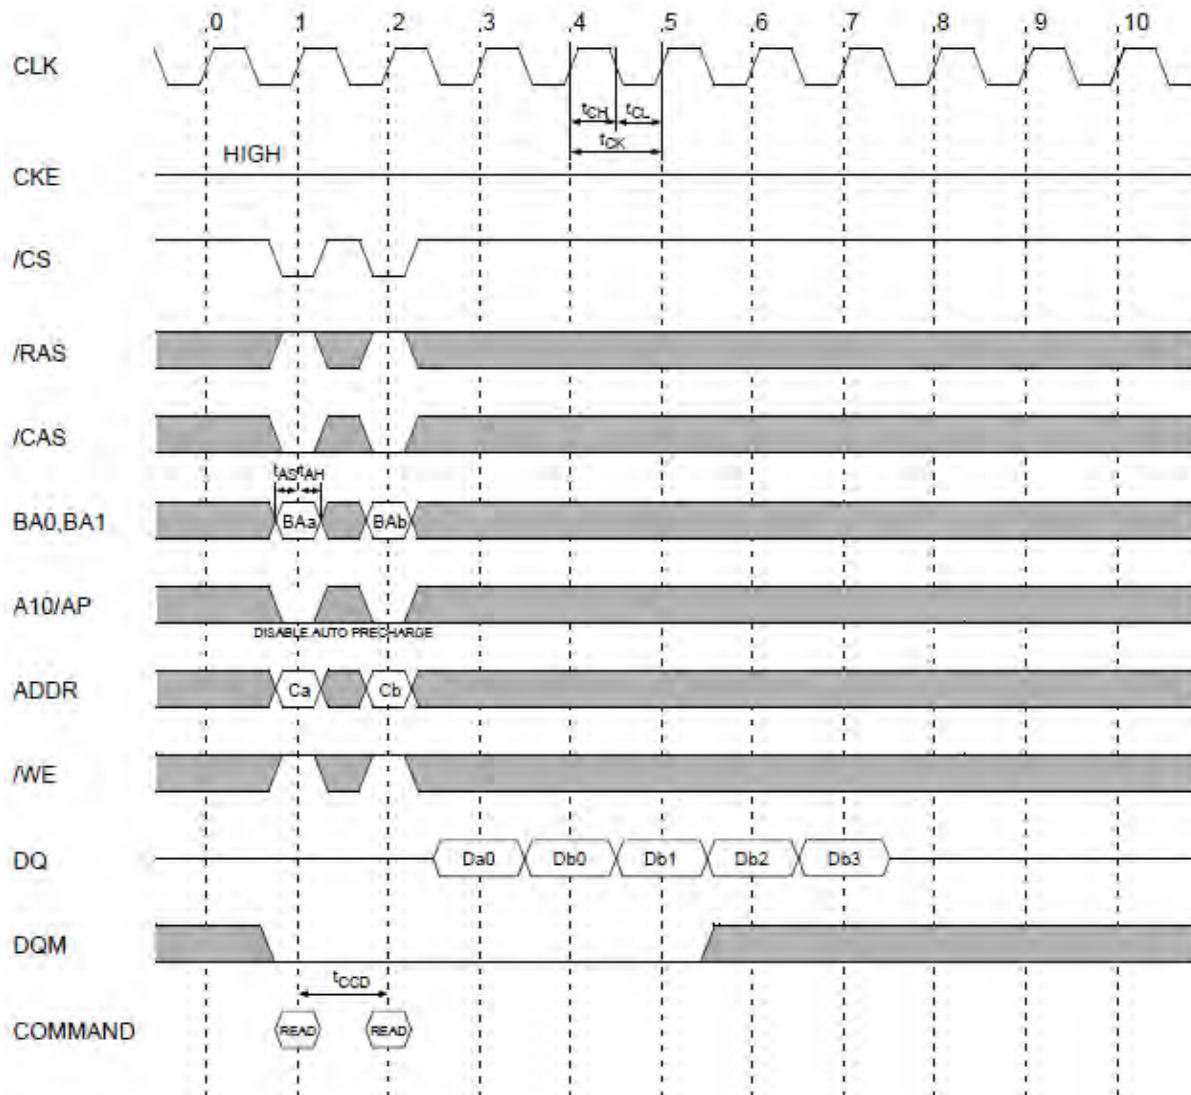 0 1 2 3 4 5 6 7 8 9 10
CLK
tCH tCL
tCK
HIGH
CKE
/CS
/RAS
/CAS
tAS tAH
BA0,BA1 BAa BAb
A10/AP
DISABLE AUTO PRECHARGE
ADDR Ca Cb
/WE
DQ Da0 Db0 Db1 Db2 Db3
DQM
tCCD
COMMAND READ READ